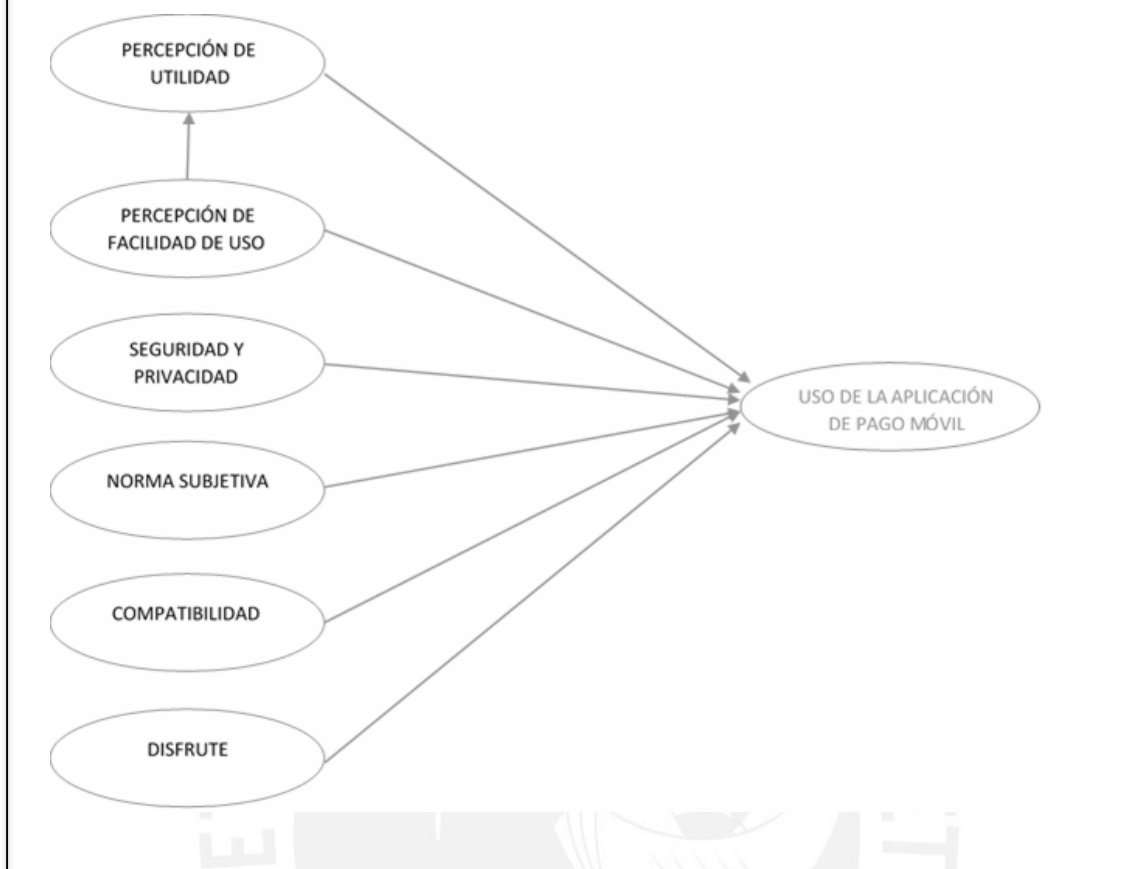 PERCEPCIÓN DE
UTILIDAD
PERCEPCIÓN DE
FACILIDAD DE USO
SEGURIDAD Y
PRIVACIDAD
USO DE LA APLICACIÓN
DE PAGO MÓVIL
NORMA SUBJETIVA
COMPATIBILIDAD
DISFRUTE